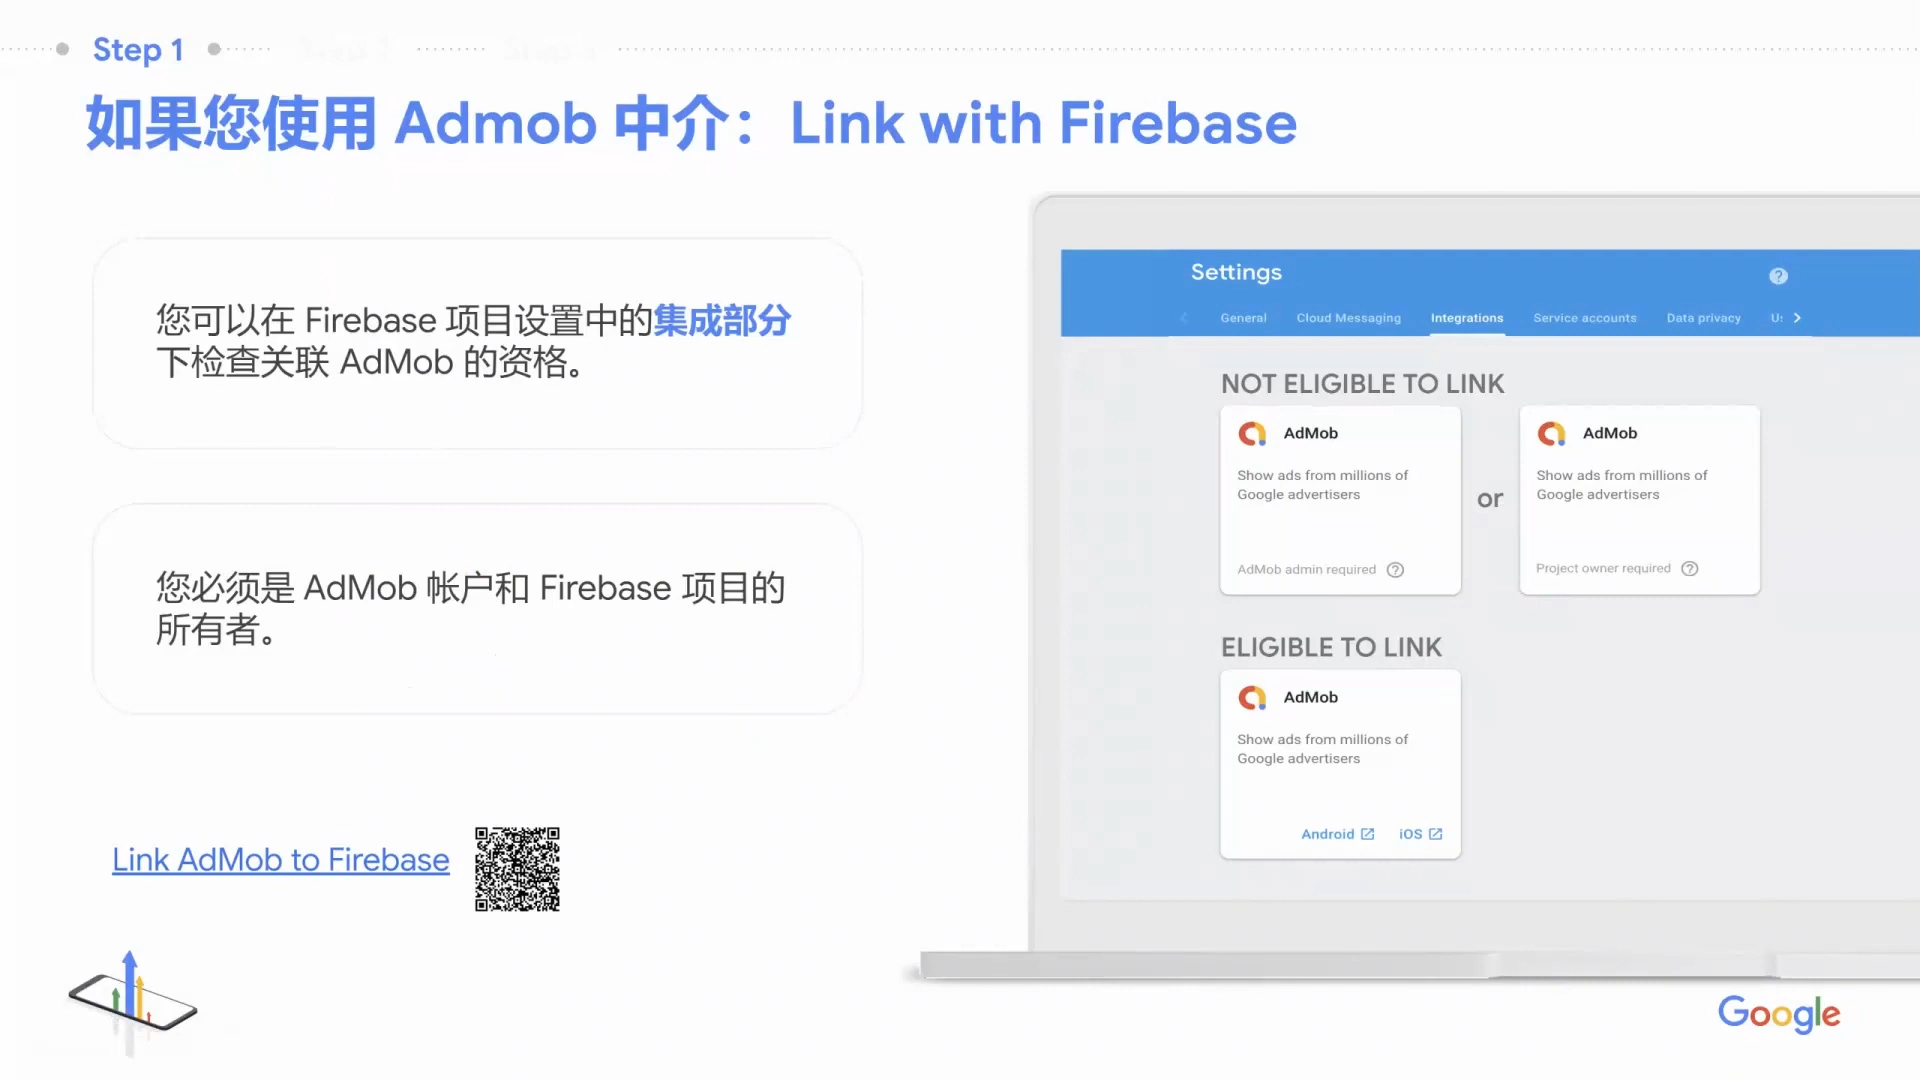 Step 1
如果您使用 Admob 中介：Link with Firebase
您可以在 Firebase 项目设置中的集成部分
下检查关联 AdMob 的资格。
您必须是 AdMob 帐户和 Firebase 项目的
所有者。
Link AdMob to Firebase
Settings
General Cloud Messaging Integrations Service accounts Data privacy
NOT ELIGIBLE TO LINK
AdMob
Show ads from millions of
Google advertisers
AdMob admin required
or
AdMob
Show ads from millions of
Google advertisers
Project owner required
ELIGIBLE TO LINK
AdMob
Show ads from millions of
Google advertisers
Android iOS
Google